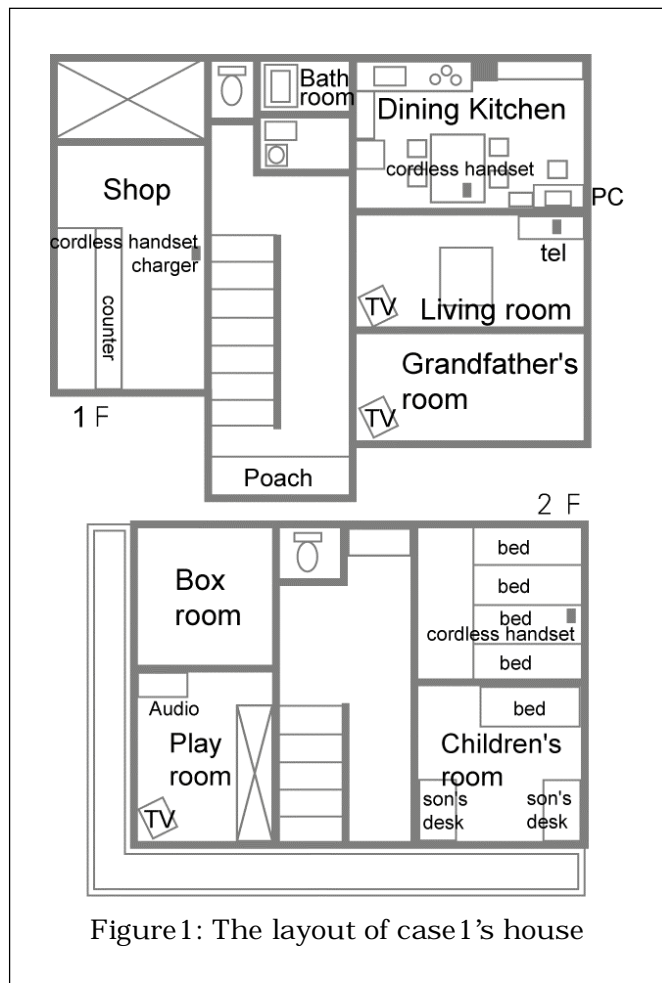 Bath
room
Dining Kitchen
cordless handset
PC
Shop
cordless handset
charger
counter
tel
TV
Living room
Grandfather's
room
TV
1 F
Poach
2 F
bed
Box
room
bed
bed
cordless handset
bed
Audio
bed
Play
room
Children's
room
TV
son's
desk
son's
desk
Figure1: The layout of case1's house